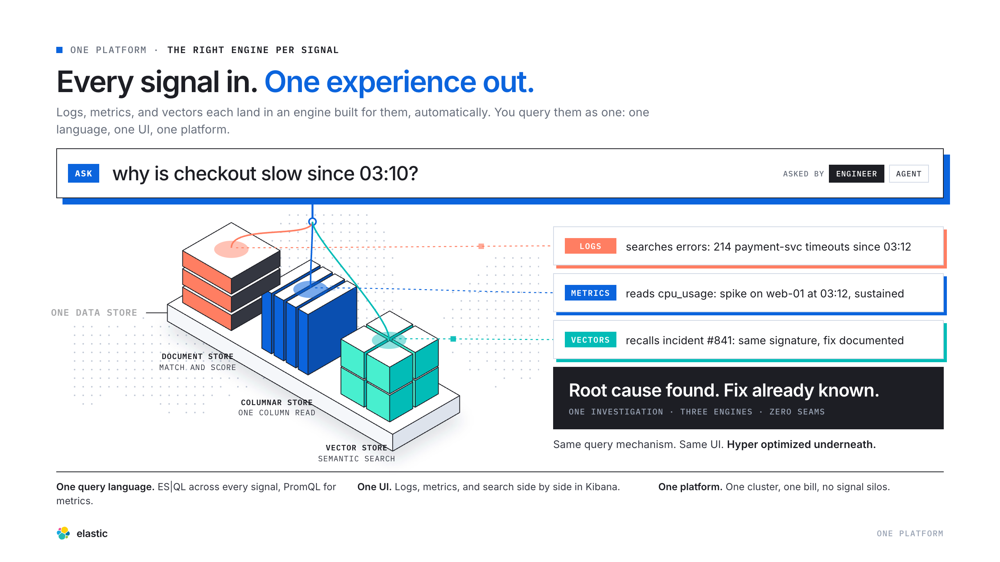 ONE PLATFORM · THE RIGHT ENGINE PER SIGNAL
Every signal in. One experience out.
Logs, metrics, and vectors each land in an engine built for them, automatically. You query them as one: one
language, one UI, one platform.
ASK why is checkout slow since 03:10? ASKED BY ENGINEER AGENT
LOGS searches errors: 214 payment-svc timeouts since 03:12
METRICS reads cpu_usage: spike on web-01 at 03:12, sustained
VECTORS recalls incident #841: same signature, fix documented
ONE DATA STORE
DOCUMENT STORE
MATCH AND SCORE
COLUMNAR STORE
ONE COLUMN READ
VECTOR STORE
SEMANTIC SEARCH
Root cause found. Fix already known.
ONE INVESTIGATION · THREE ENGINES · ZERO SEAMS
Same query mechanism. Same UI. Hyper optimized underneath.
One query language. ES|QL across every signal, PromQL for
metrics.
One UI. Logs, metrics, and search side by side in Kibana.
One platform. One cluster, one bill, no signal silos.
elastic
ONE PLATFORM